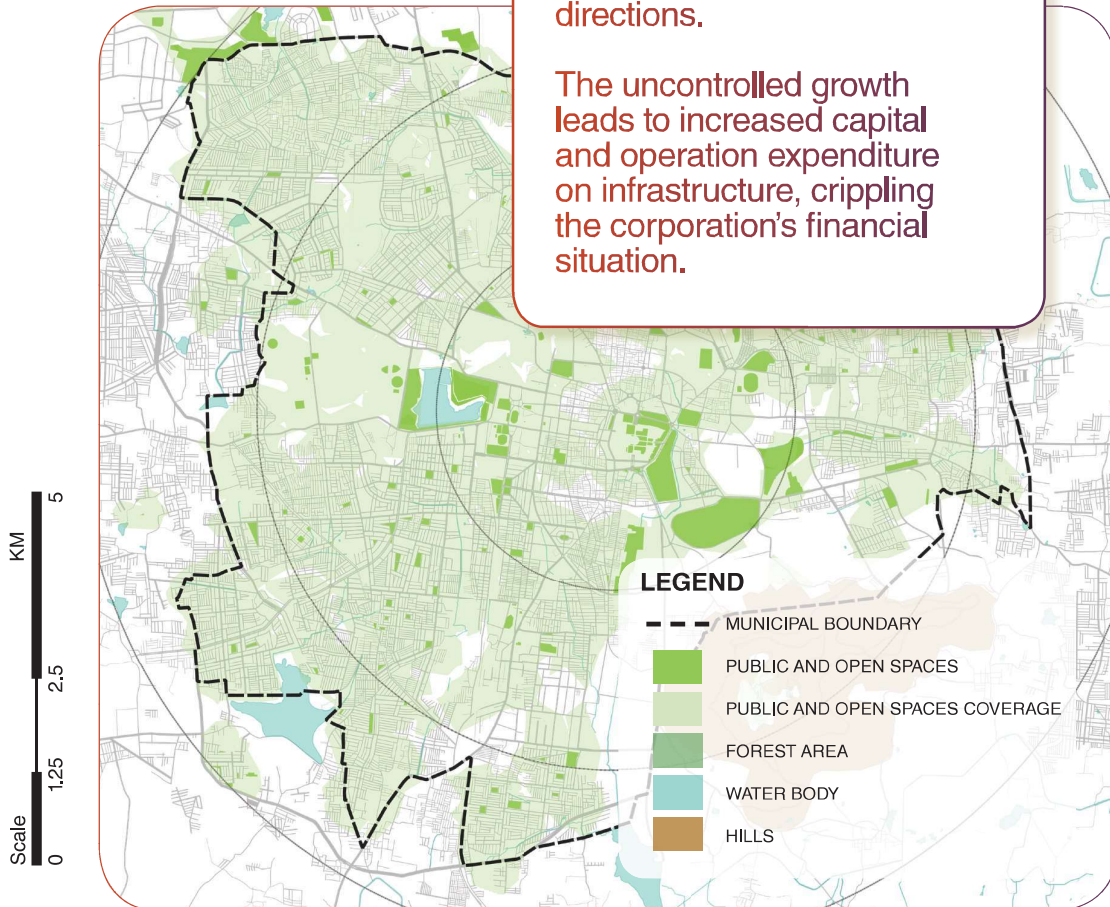 directions.
The uncontrolled growth
leads to increased capital
and operation expenditure
on infrastructure, crippling
the corporation's financial
situation.
LEGEND
MUNICIPAL BOUNDARY
PUBLIC AND OPEN SPACES
PUBLIC AND OPEN SPACES COVERAGE
FOREST AREA
WATER BODY
HILLS
Scale
0
1.25
2.5
KM
5